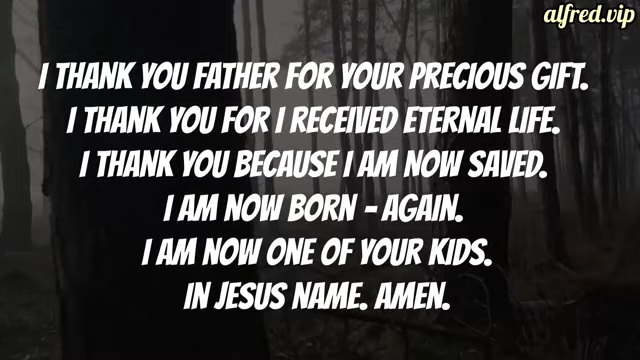 alfred.vip
I THANK YOU FATHER FOR YOUR PRECIOUS GIFT.
I THANK YOU FOR I RECEIVED ETERNAL LIFE.
I THANK YOU BECAUSE I AM NOW SAVED.
I AM NOW BORN - AGAIN.
I AM NOW ONE OF YOUR KIDS.
IN JESUS NAME. AMEN.